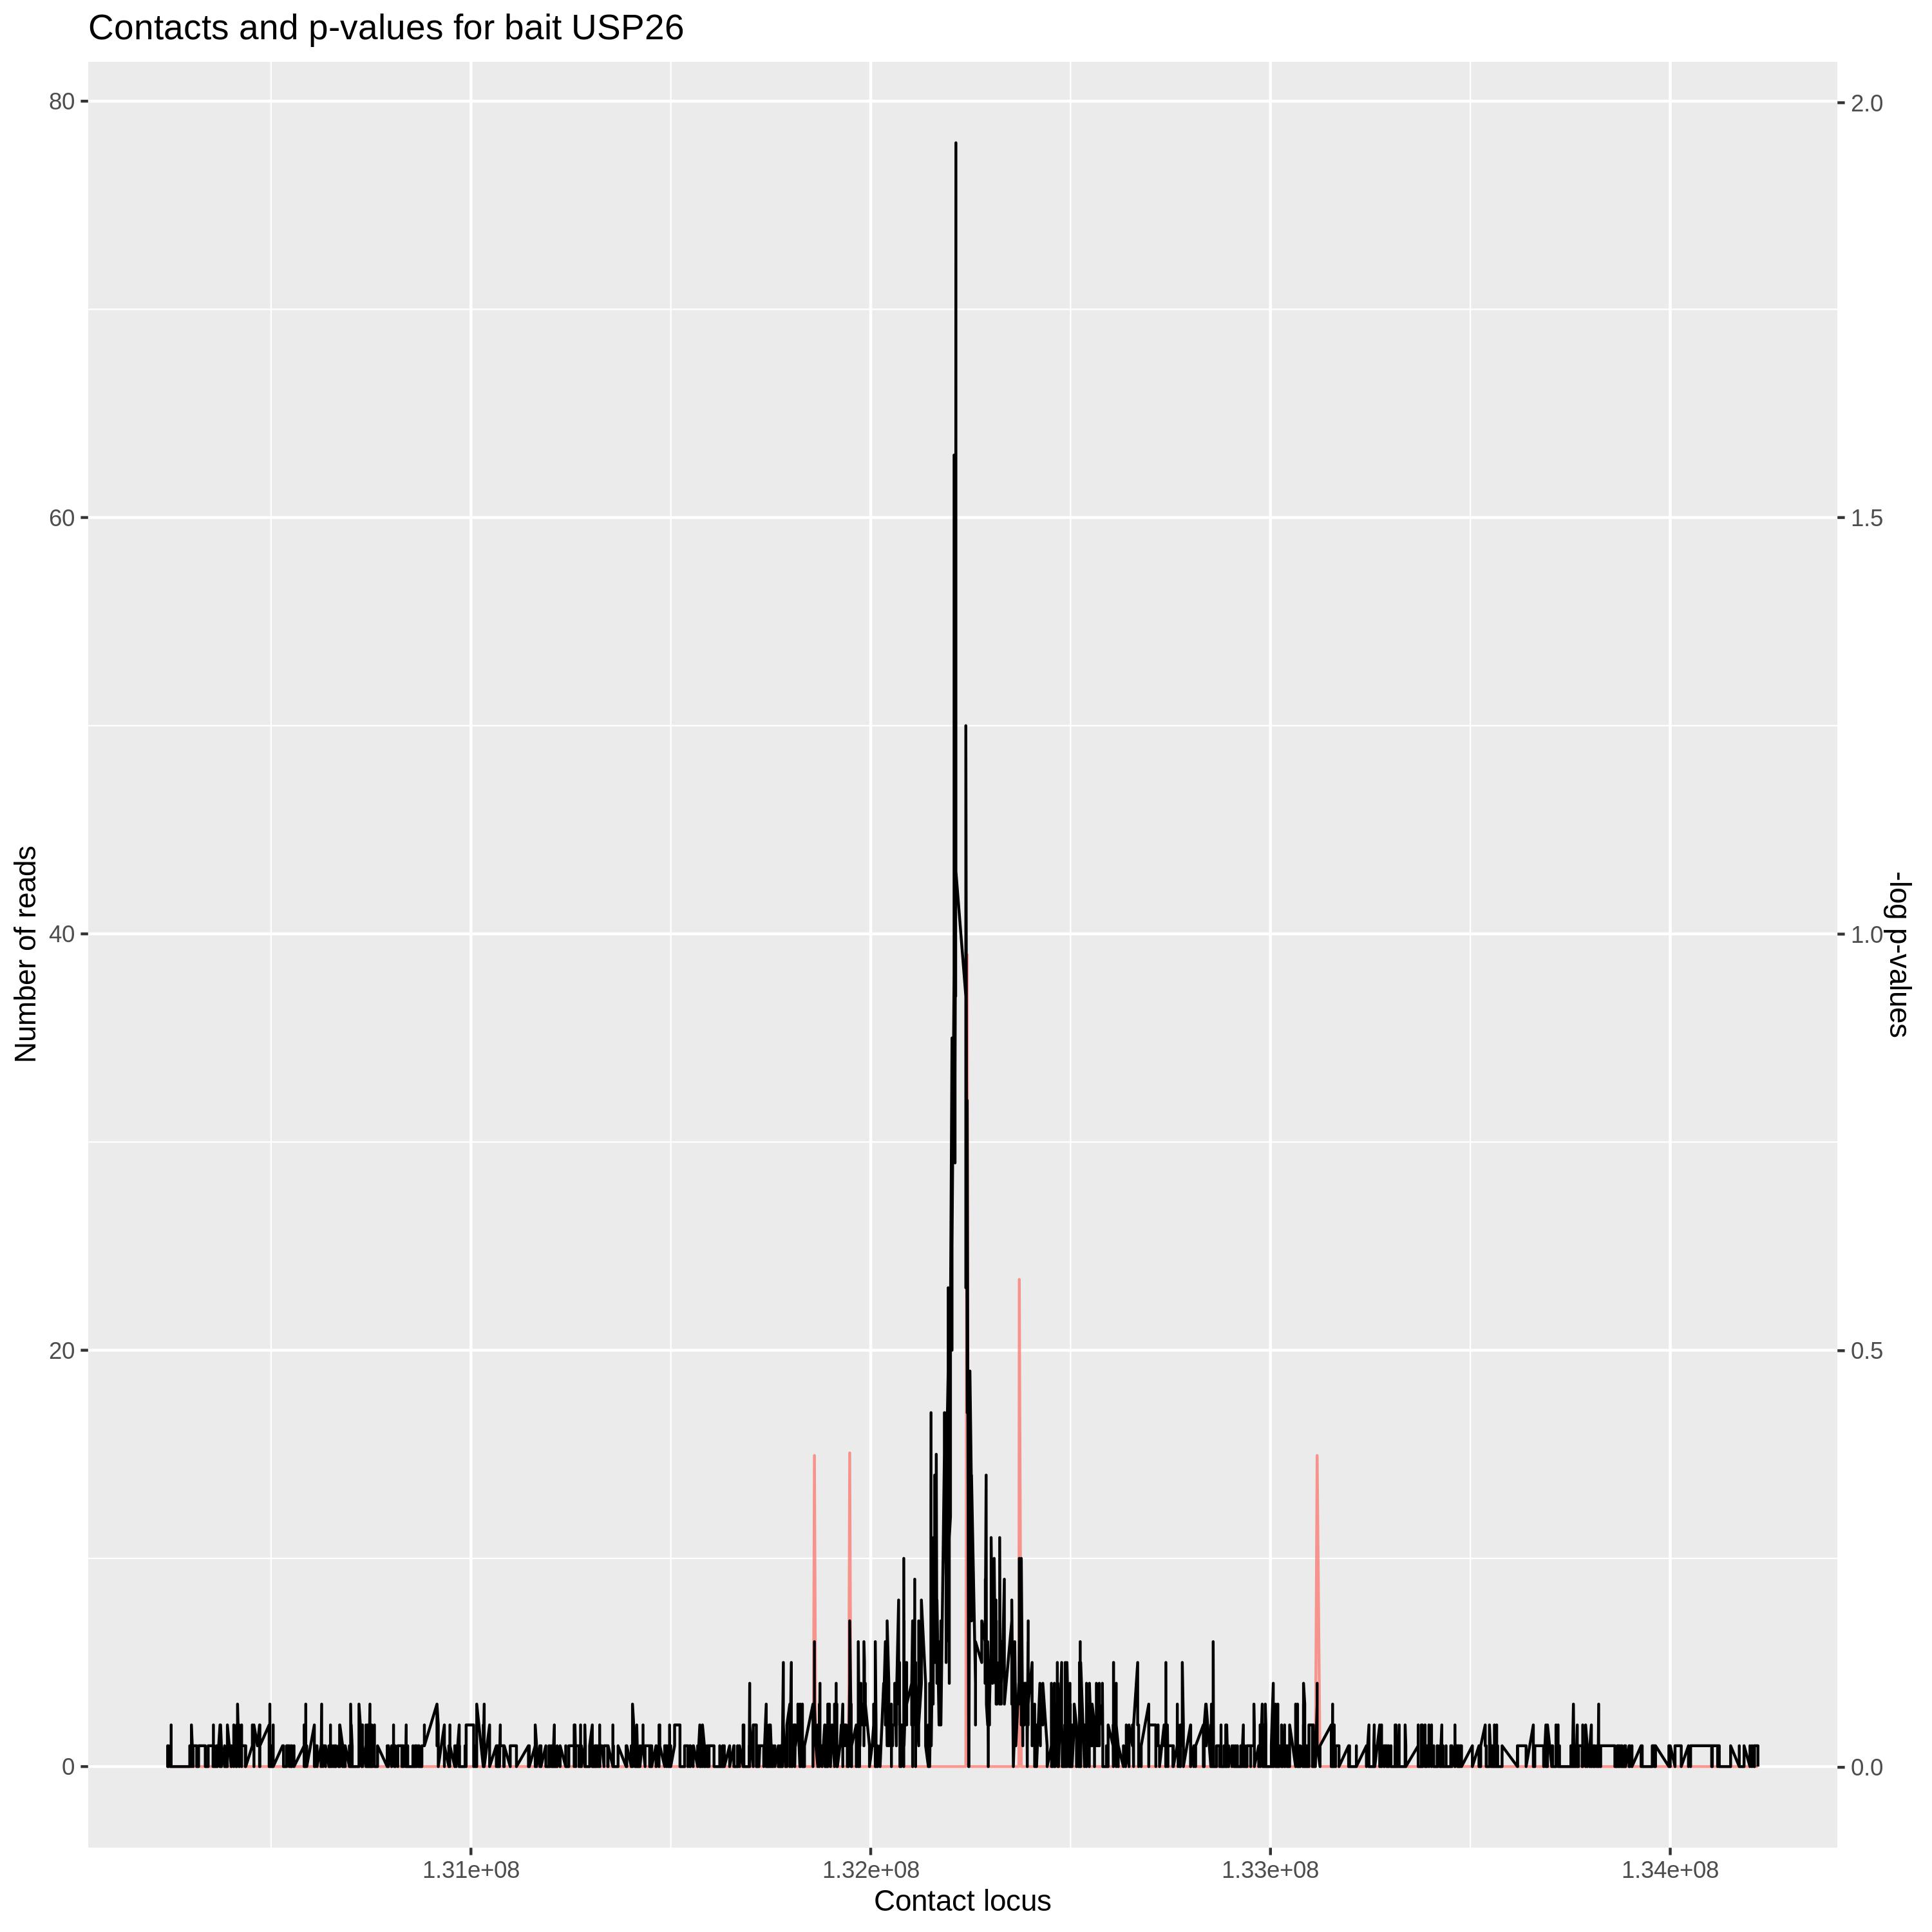 Contacts and p-values for bait USP26
80
60
40
20
0
Number of reads
2.0
1.5
1.0
0.5
0.0
-log p-values
1.31e+08
1.32e+08
1.33e+08
1.34e+08
Contact locus